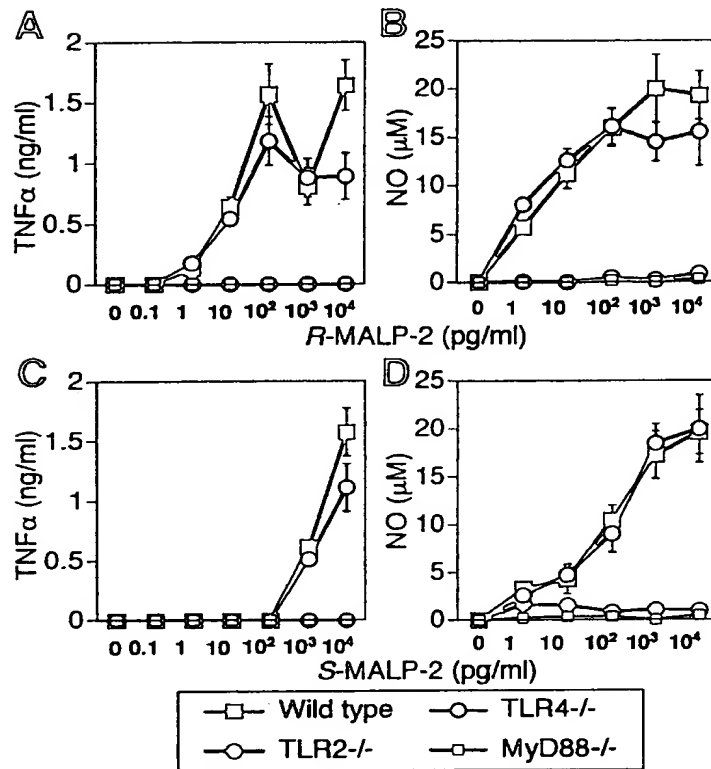 A
B
2
1.5
1
0.5
0
TNFα (ng/ml)
25
20
15
10
5
0
NO (μM)
0 0.1 1 10 10² 10³ 10⁴
0 1 10 10² 10³ 10⁴
R-MALP-2 (pg/ml)
C
D
2
1.5
1
0.5
0
TNFα (ng/ml)
25
20
15
10
5
0
NO (μM)
0 0.1 1 10 10² 10³ 10⁴
0 1 10 10² 10³ 10⁴
S-MALP-2 (pg/ml)
Wild type TLR4-/-
TLR2-/- MyD88-/-